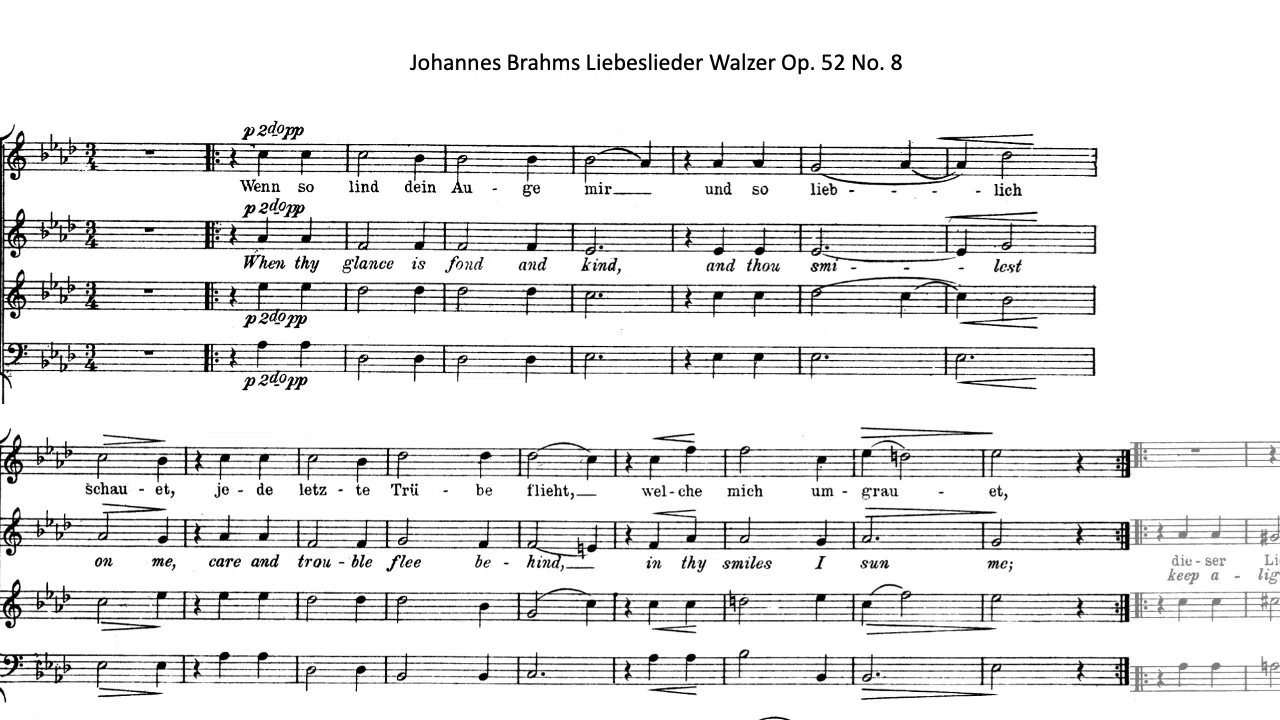 Johannes Brahms Liebeslieder Walzer Op. 52 No. 8
p 2do pp
Wenn so lind dein Au - ge mir und so lieb - - - lich
p 2do pp
When thy glance is fond and kind, and thou smi - - - lest
p 2do pp
p 2do pp
schau - et, je - de letz - te Trü - be flieht, wel - che mich um - grau - et,
on me, care and trou - ble flee be - hind, in thy smiles I sun me;
die - ser
keep a - lig